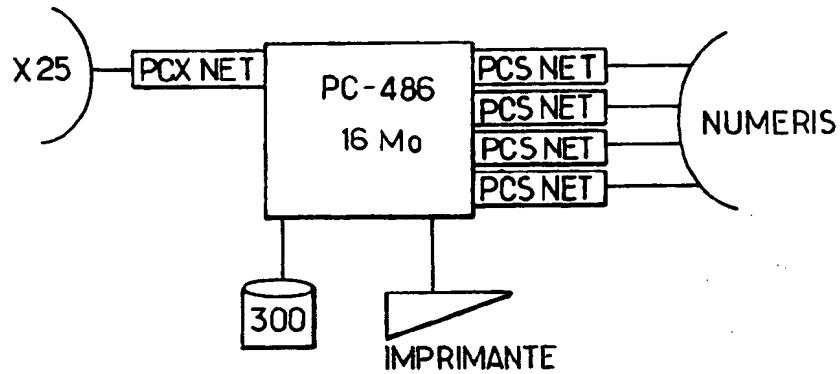 X25
PCX NET
PC-486
16 Mo
PCS NET
PCS NET
PCS NET
PCS NET
NUMERIS
300
IMPRIMANTE